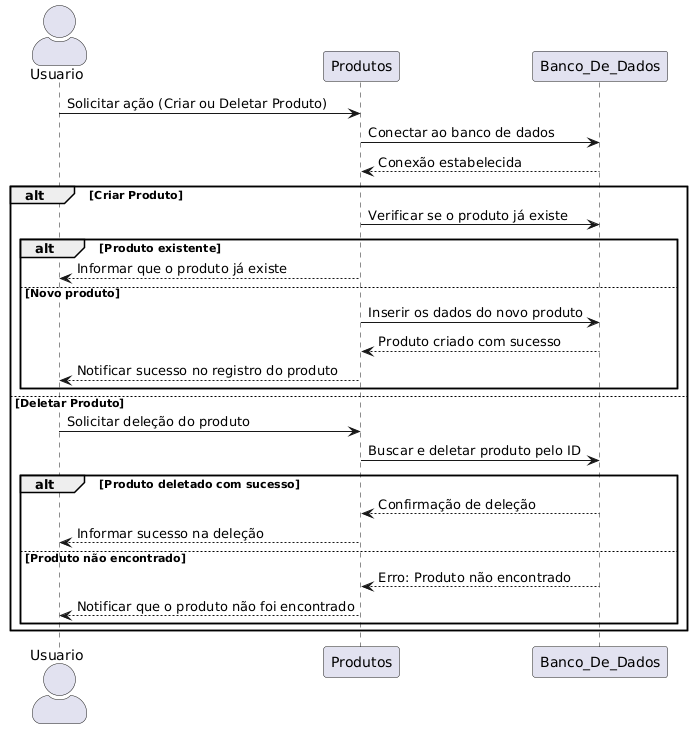 Usuario
Produtos
Banco_De_Dados
Solicitar ação (Criar ou Deletar Produto)
Conectar ao banco de dados
Conexão estabelecida
alt [Criar Produto]
Verificar se o produto já existe
alt [Produto existente]
Informar que o produto já existe
[Novo produto]
Inserir os dados do novo produto
Produto criado com sucesso
Notificar sucesso no registro do produto
[Deletar Produto]
Solicitar deleção do produto
Buscar e deletar produto pelo ID
alt [Produto deletado com sucesso]
Confirmação de deleção
Informar sucesso na deleção
[Produto não encontrado]
Erro: Produto não encontrado
Notificar que o produto não foi encontrado
Usuario
Produtos
Banco_De_Dados